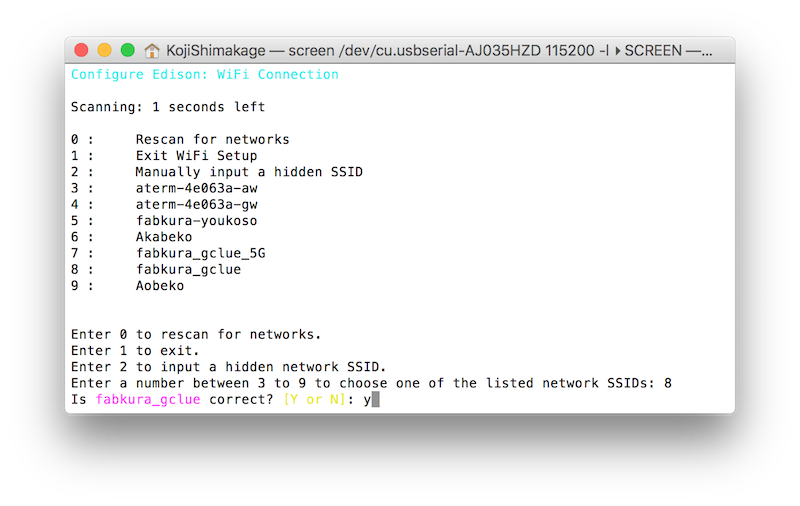 KojiShimakage — screen /dev/cu.usbserial-AJ035HZD 115200 -l ▸ SCREEN —...
Configure Edison: WiFi Connection
Scanning: 1 seconds left
0 : Rescan for networks
1 : Exit WiFi Setup
2 : Manually input a hidden SSID
3 : aterm-4e063a-aw
4 : aterm-4e063a-gw
5 : fabkura-youkoso
6 : Akabeko
7 : fabkura_gclue_5G
8 : fabkura_gclue
9 : Aobeko
Enter 0 to rescan for networks.
Enter 1 to exit.
Enter 2 to input a hidden network SSID.
Enter a number between 3 to 9 to choose one of the listed network SSIDs: 8
Is fabkura_gclue correct? [Y or N]: y